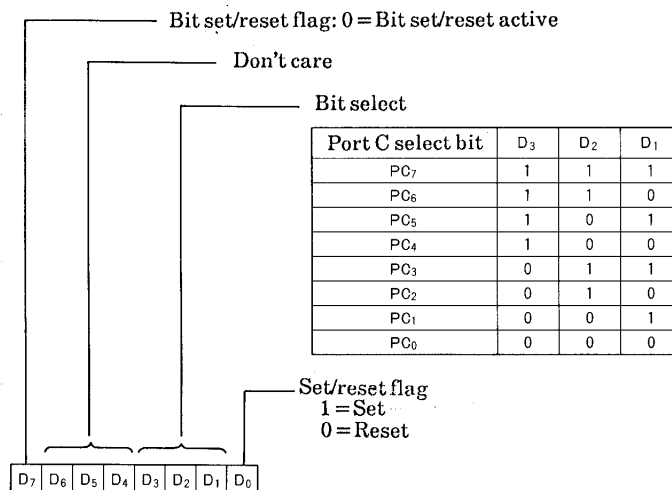 Bit set/reset flag: 0 = Bit set/reset active
Don't care
Bit select
Port C select bit D₃ D₂ D₁
PC₇ 1 1 1
PC₆ 1 1 0
PC₅ 1 0 1
PC₄ 1 0 0
PC₃ 0 1 1
PC₂ 0 1 0
PC₁ 0 0 1
PC₀ 0 0 0
Set/reset flag
1 = Set
0 = Reset
D₇ D₆ D₅ D₄ D₃ D₂ D₁ D₀